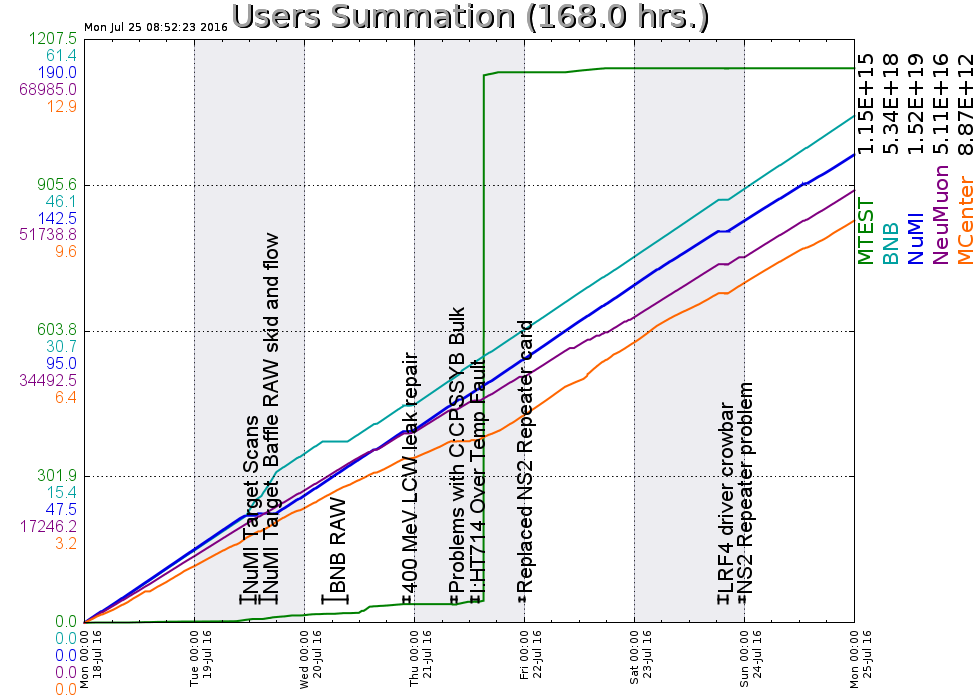 Users Summation (168.0 hrs.)
Mon Jul 25 08:52:23 2016
1207.5
61.4
190.0
68985.0
12.9
905.6
46.1
142.5
51738.8
9.6
603.8
30.7
95.0
34492.5
6.4
301.9
15.4
47.5
17246.2
3.2
0.0
0.0
0.0
0.0
0.0
NuMI Target Scans
NuMI Target Baffle RAW skid and flow
BNB RAW
400 MeV LCW leak repair
Problems with C:CPSSYB Bulk
I:HT714 Over Temp Fault
Replaced NS2 Repeater card
LRF4 driver crowbar
NS2 Repeater problem
Mon 00:00
18-Jul 16
Tue 00:00
19-Jul 16
Wed 00:00
20-Jul 16
Thu 00:00
21-Jul 16
Fri 00:00
22-Jul 16
Sat 00:00
23-Jul 16
Sun 00:00
24-Jul 16
Mon 00:00
25-Jul 16
MTEST 1.15E+15
BNB 5.34E+18
NuMI 1.52E+19
NeuMuon 5.11E+16
MCenter 8.87E+12